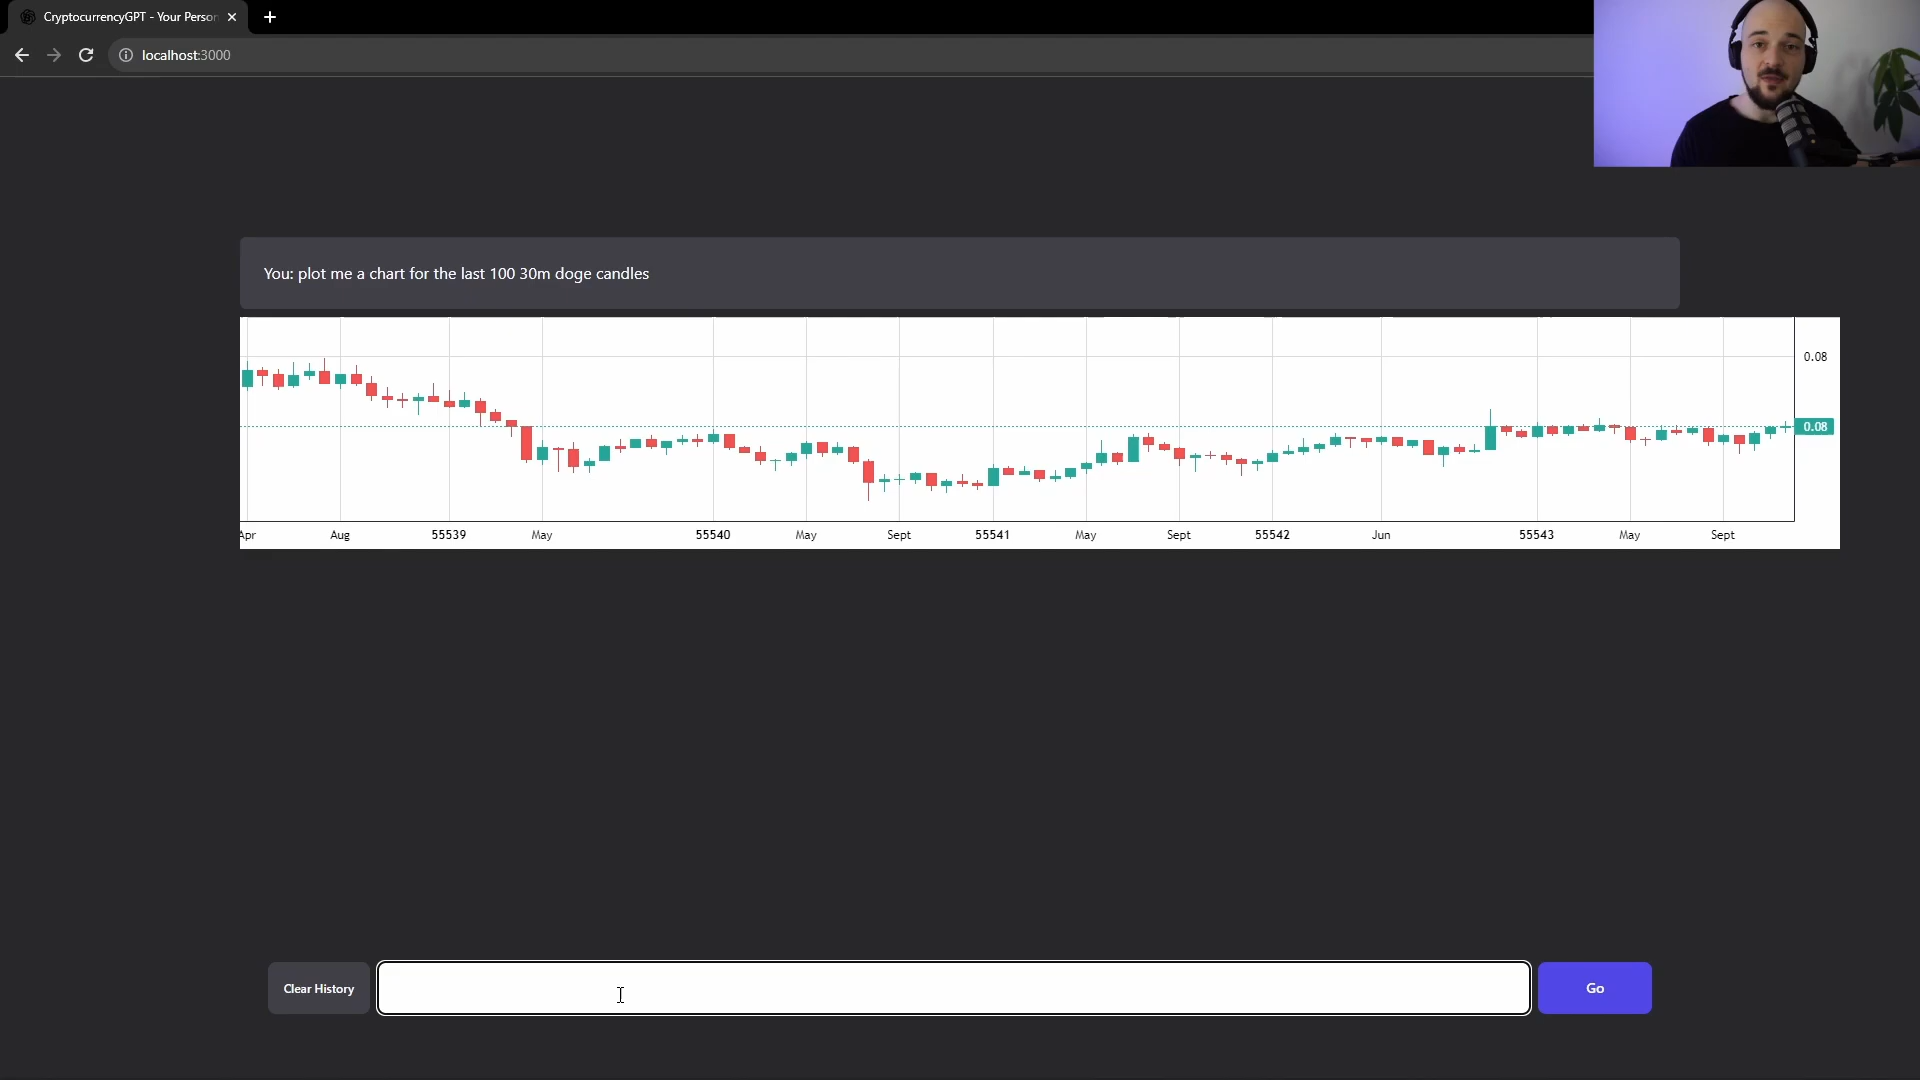 CryptocurrencyGPT - Your Person
localhost:3000
You: plot me a chart for the last 100 30m doge candles
0.08
0.08
Apr Aug 55539 May 55540 May Sept 55541 May Sept 55542 Jun 55543 May Sept
Clear History
Go